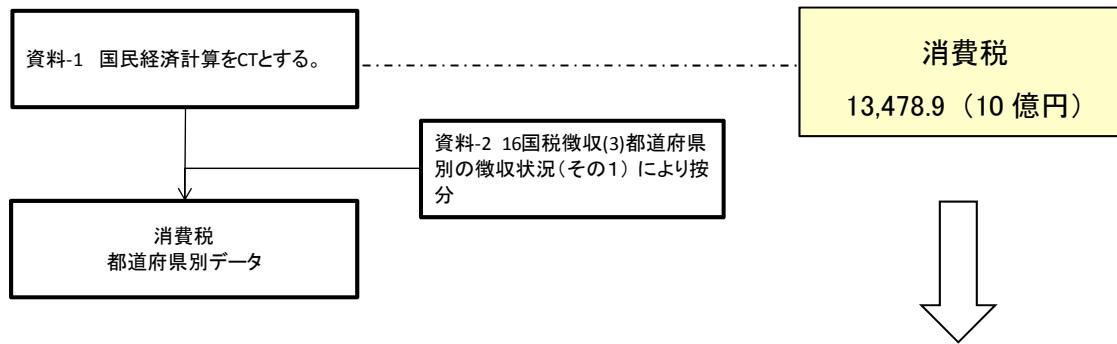 資料-1 国民経済計算をCTとする。
消費税
13,478.9 (10 億円)
資料-2 16国税徴収(3)都道府県
別の徴収状況(その1) により按
分
消費税
都道府県別データ